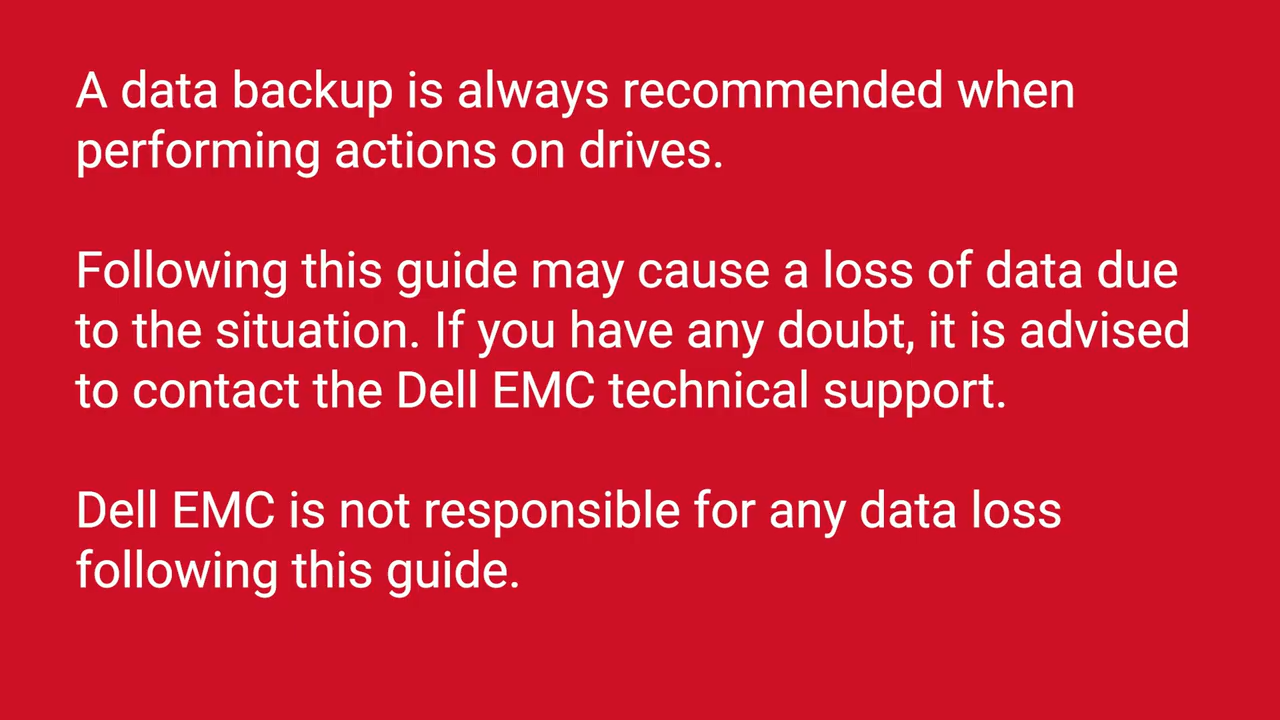 A data backup is always recommended when
performing actions on drives.
Following this guide may cause a loss of data due
to the situation. If you have any doubt, it is advised
to contact the Dell EMC technical support.
Dell EMC is not responsible for any data loss
following this guide.